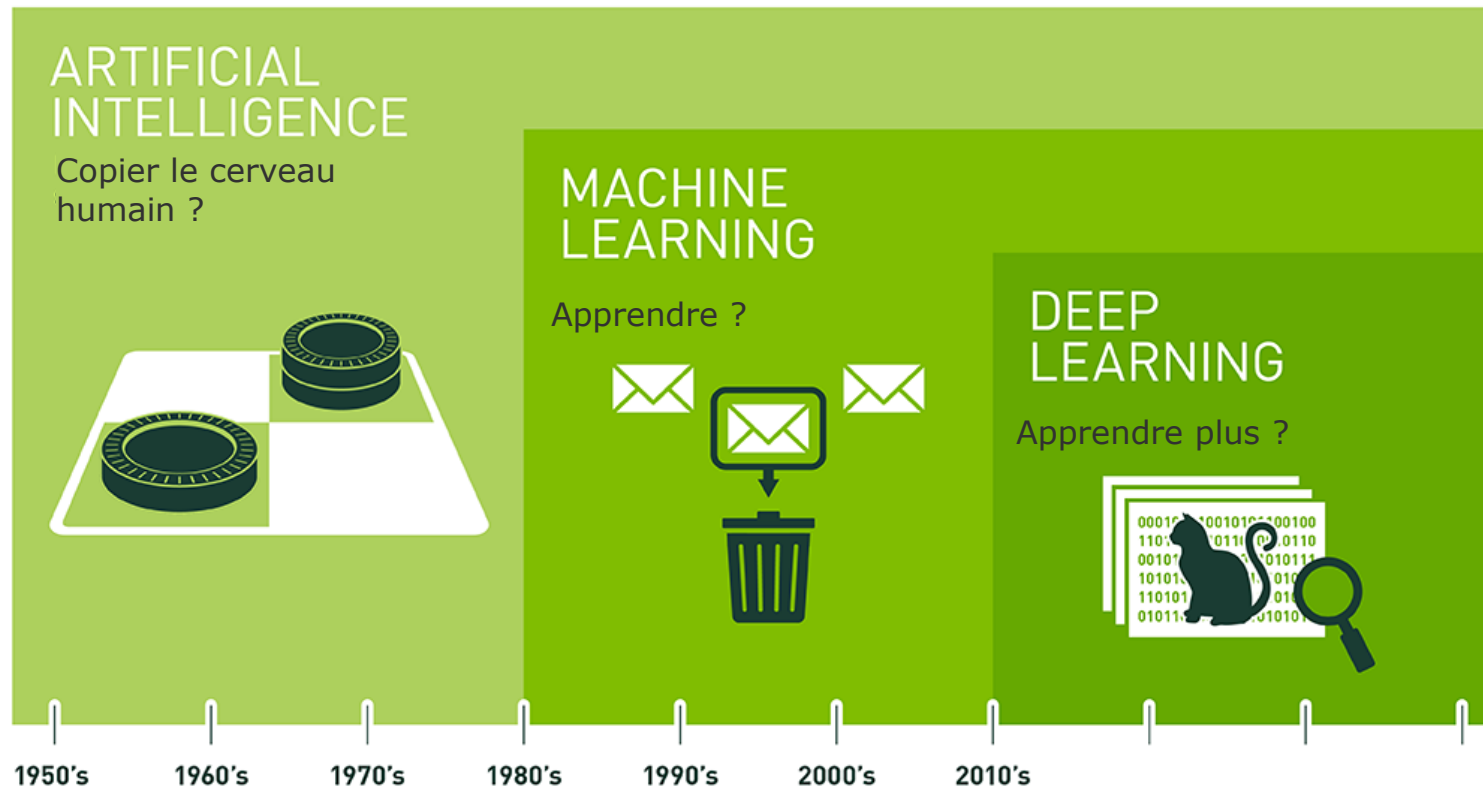 ARTIFICIAL
INTELLIGENCE
Copier le cerveau
humain ?
MACHINE
LEARNING
Apprendre ?
DEEP
LEARNING
Apprendre plus ?
1950's 1960's 1970's 1980's 1990's 2000's 2010's